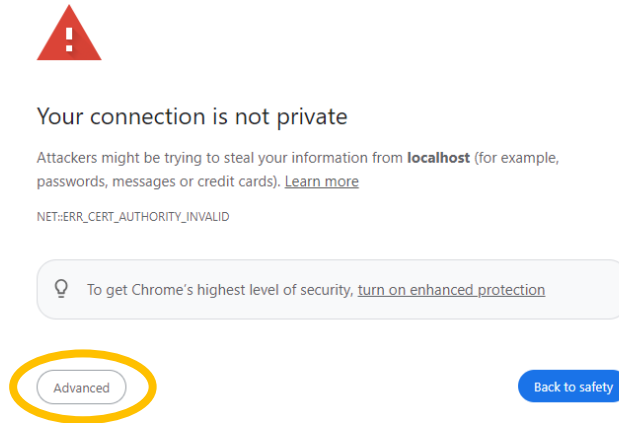 Your connection is not private
Attackers might be trying to steal your information from localhost (for example,
passwords, messages or credit cards). Learn more
NET::ERR_CERT_AUTHORITY_INVALID
To get Chrome's highest level of security, turn on enhanced protection
Advanced
Back to safety